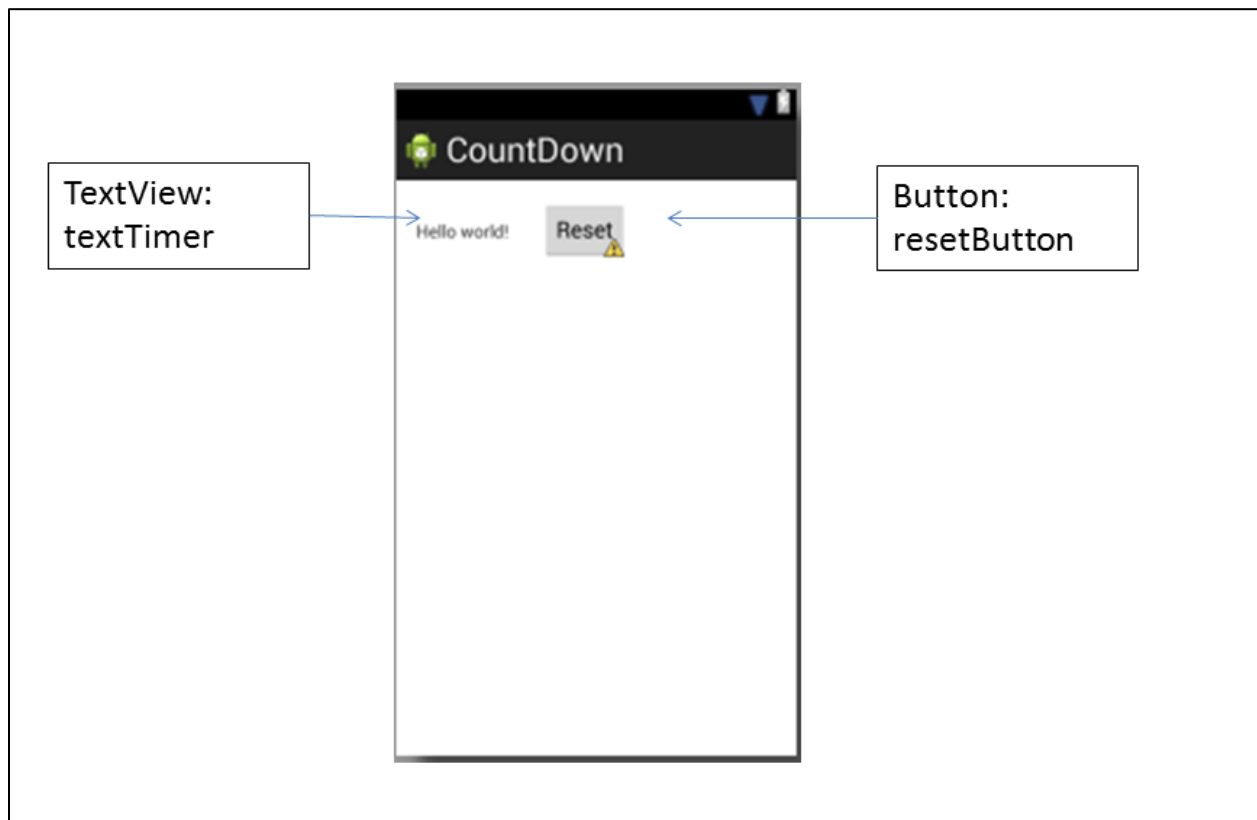 CountDown
TextView:
textTimer
Hello world!
Reset
Button:
resetButton